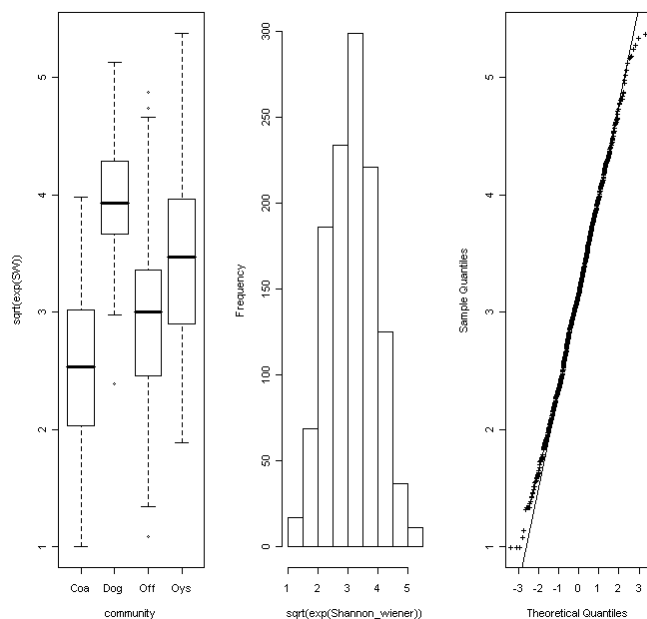 sqrt(exp(SW))
5
4
3
2
1
Coa Dog Off Oys
community
Frequency
300
250
200
150
100
50
0
1 2 3 4 5
sqrt(exp(Shannon_wiener))
Sample Quantiles
5
4
3
2
1
-3 -2 -1 0 1 2 3
Theoretical Quantiles